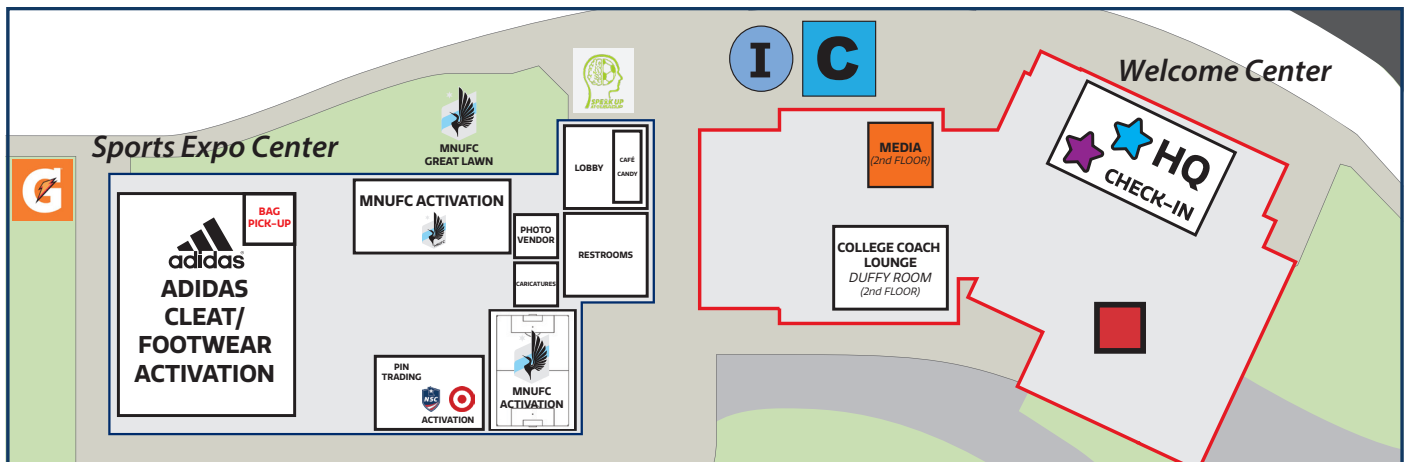 I
C
Welcome Center
SPEAK UP
MNUFC
GREAT LAWN
Sports Expo Center
G
BAG
PICK-UP
adidas
ADIDAS
CLEAT/
FOOTWEAR
ACTIVATION
MNUFC ACTIVATION
LOBBY
CAFÉ
CANDY
PHOTO
VENDOR
RESTROOMS
CARICATURES
PIN
TRADING
NSC
ACTIVATION
MNUFC
ACTIVATION
MEDIA
(2nd FLOOR)
COLLEGE COACH
LOUNGE
DUFFY ROOM
(2nd FLOOR)
HQ
CHECK-IN